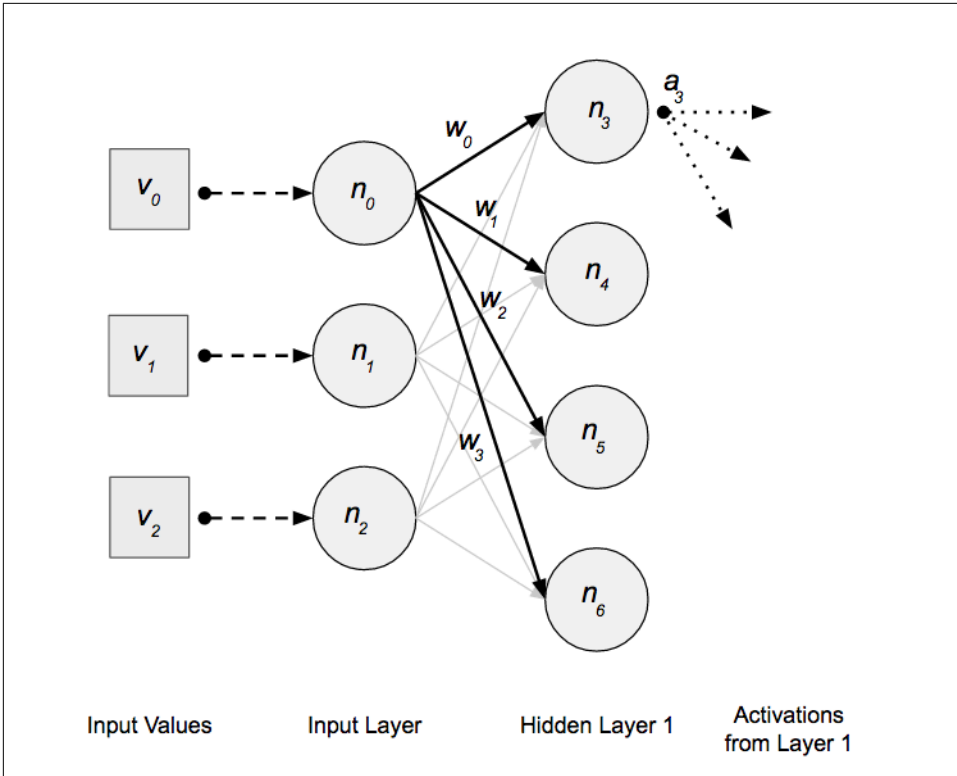 a₃
n₃
w₀
v₀
n₀
w₁
n₄
w₂
v₁
n₁
n₅
w₃
v₂
n₂
n₆
Input Values
Input Layer
Hidden Layer 1
Activations
from Layer 1